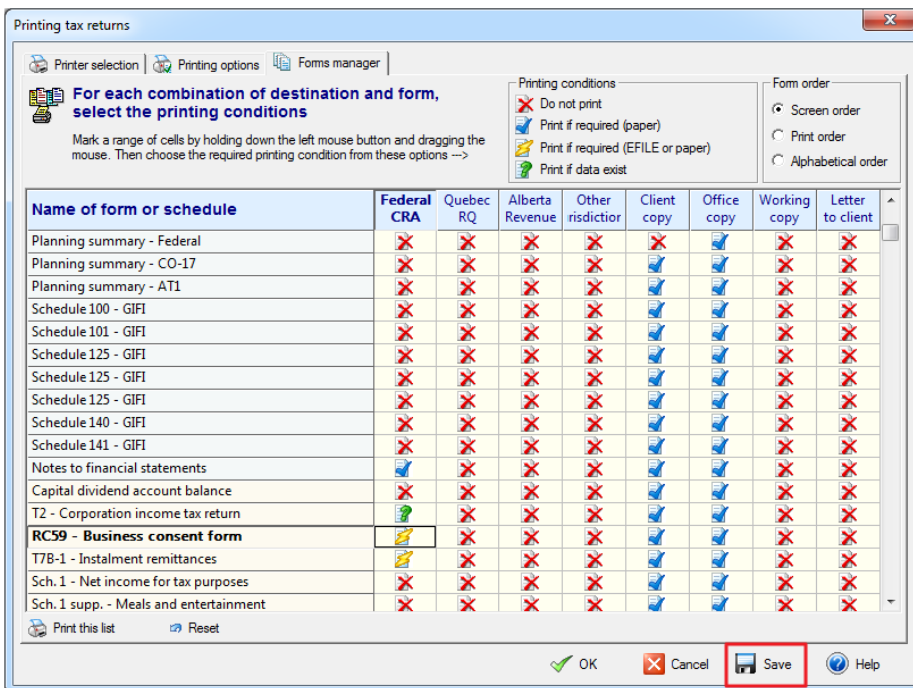 Printing tax returns
Printer selection
Printing options
Forms manager
For each combination of destination and form,
select the printing conditions
Mark a range of cells by holding down the left mouse button and dragging the
mouse. Then choose the required printing condition from these options --->
Printing conditions
Do not print
Print if required (paper)
Print if required (EFILE or paper)
Print if data exist
Form order
Screen order
Print order
Alphabetical order
Name of form or schedule
Federal CRA
Quebec RQ
Alberta Revenue
Other risdictior
Client copy
Office copy
Working copy
Letter to client
Planning summary - Federal
Planning summary - CO-17
Planning summary - AT1
Schedule 100 - GIFI
Schedule 101 - GIFI
Schedule 125 - GIFI
Schedule 125 - GIFI
Schedule 125 - GIFI
Schedule 140 - GIFI
Schedule 141 - GIFI
Notes to financial statements
Capital dividend account balance
T2 - Corporation income tax return
RC59 - Business consent form
T7B-1 - Instalment remittances
Sch. 1 - Net income for tax purposes
Sch. 1 supp. - Meals and entertainment
Print this list
Reset
OK
Cancel
Save
Help